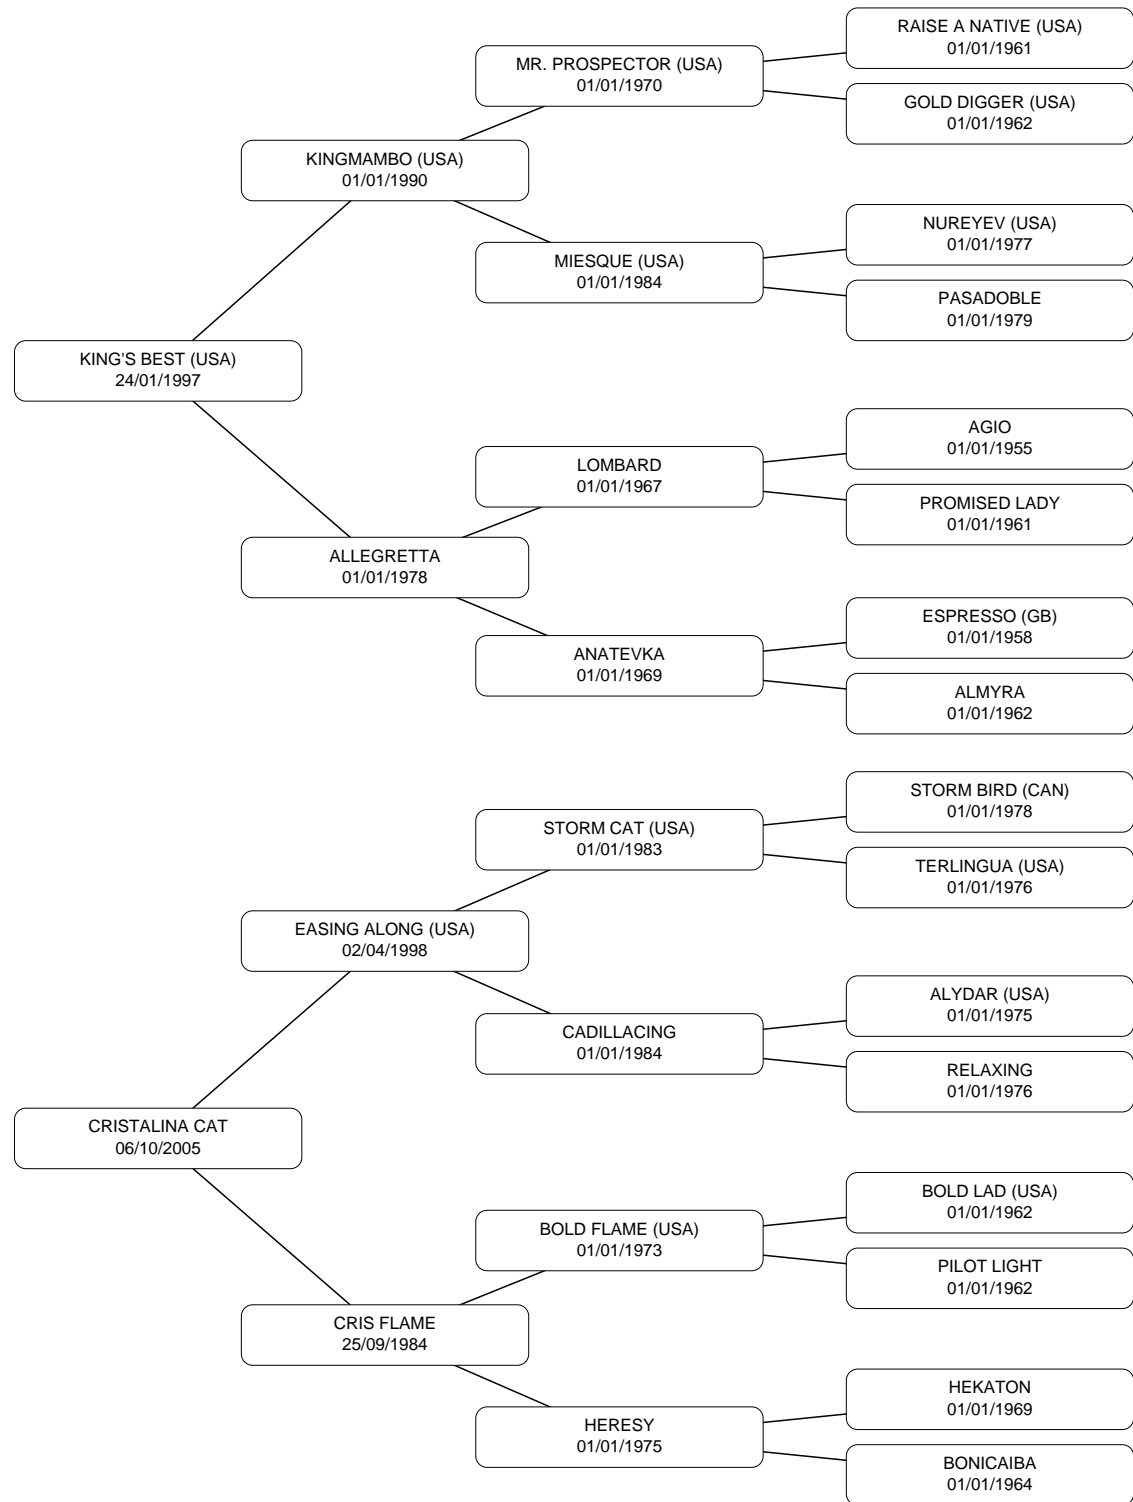 RAISE A NATIVE (USA)
01/01/1961
MR. PROSPECTOR (USA)
01/01/1970
GOLD DIGGER (USA)
01/01/1962
KINGMAMBO (USA)
01/01/1990
NUREYEV (USA)
01/01/1977
MIESQUE (USA)
01/01/1984
PASADOBLE
01/01/1979
KING'S BEST (USA)
24/01/1997
AGIO
01/01/1955
LOMBARD
01/01/1967
PROMISED LADY
01/01/1961
ALLEGRETTA
01/01/1978
ESPRESSO (GB)
01/01/1958
ANATEVKA
01/01/1969
ALMYRA
01/01/1962
STORM BIRD (CAN)
01/01/1978
STORM CAT (USA)
01/01/1983
TERLINGUA (USA)
01/01/1976
EASING ALONG (USA)
02/04/1998
ALYDAR (USA)
01/01/1975
CADILLACING
01/01/1984
RELAXING
01/01/1976
CRISTALINA CAT
06/10/2005
BOLD LAD (USA)
01/01/1962
BOLD FLAME (USA)
01/01/1973
PILOT LIGHT
01/01/1962
CRIS FLAME
25/09/1984
HEKATON
01/01/1969
HERESY
01/01/1975
BONICAIBA
01/01/1964